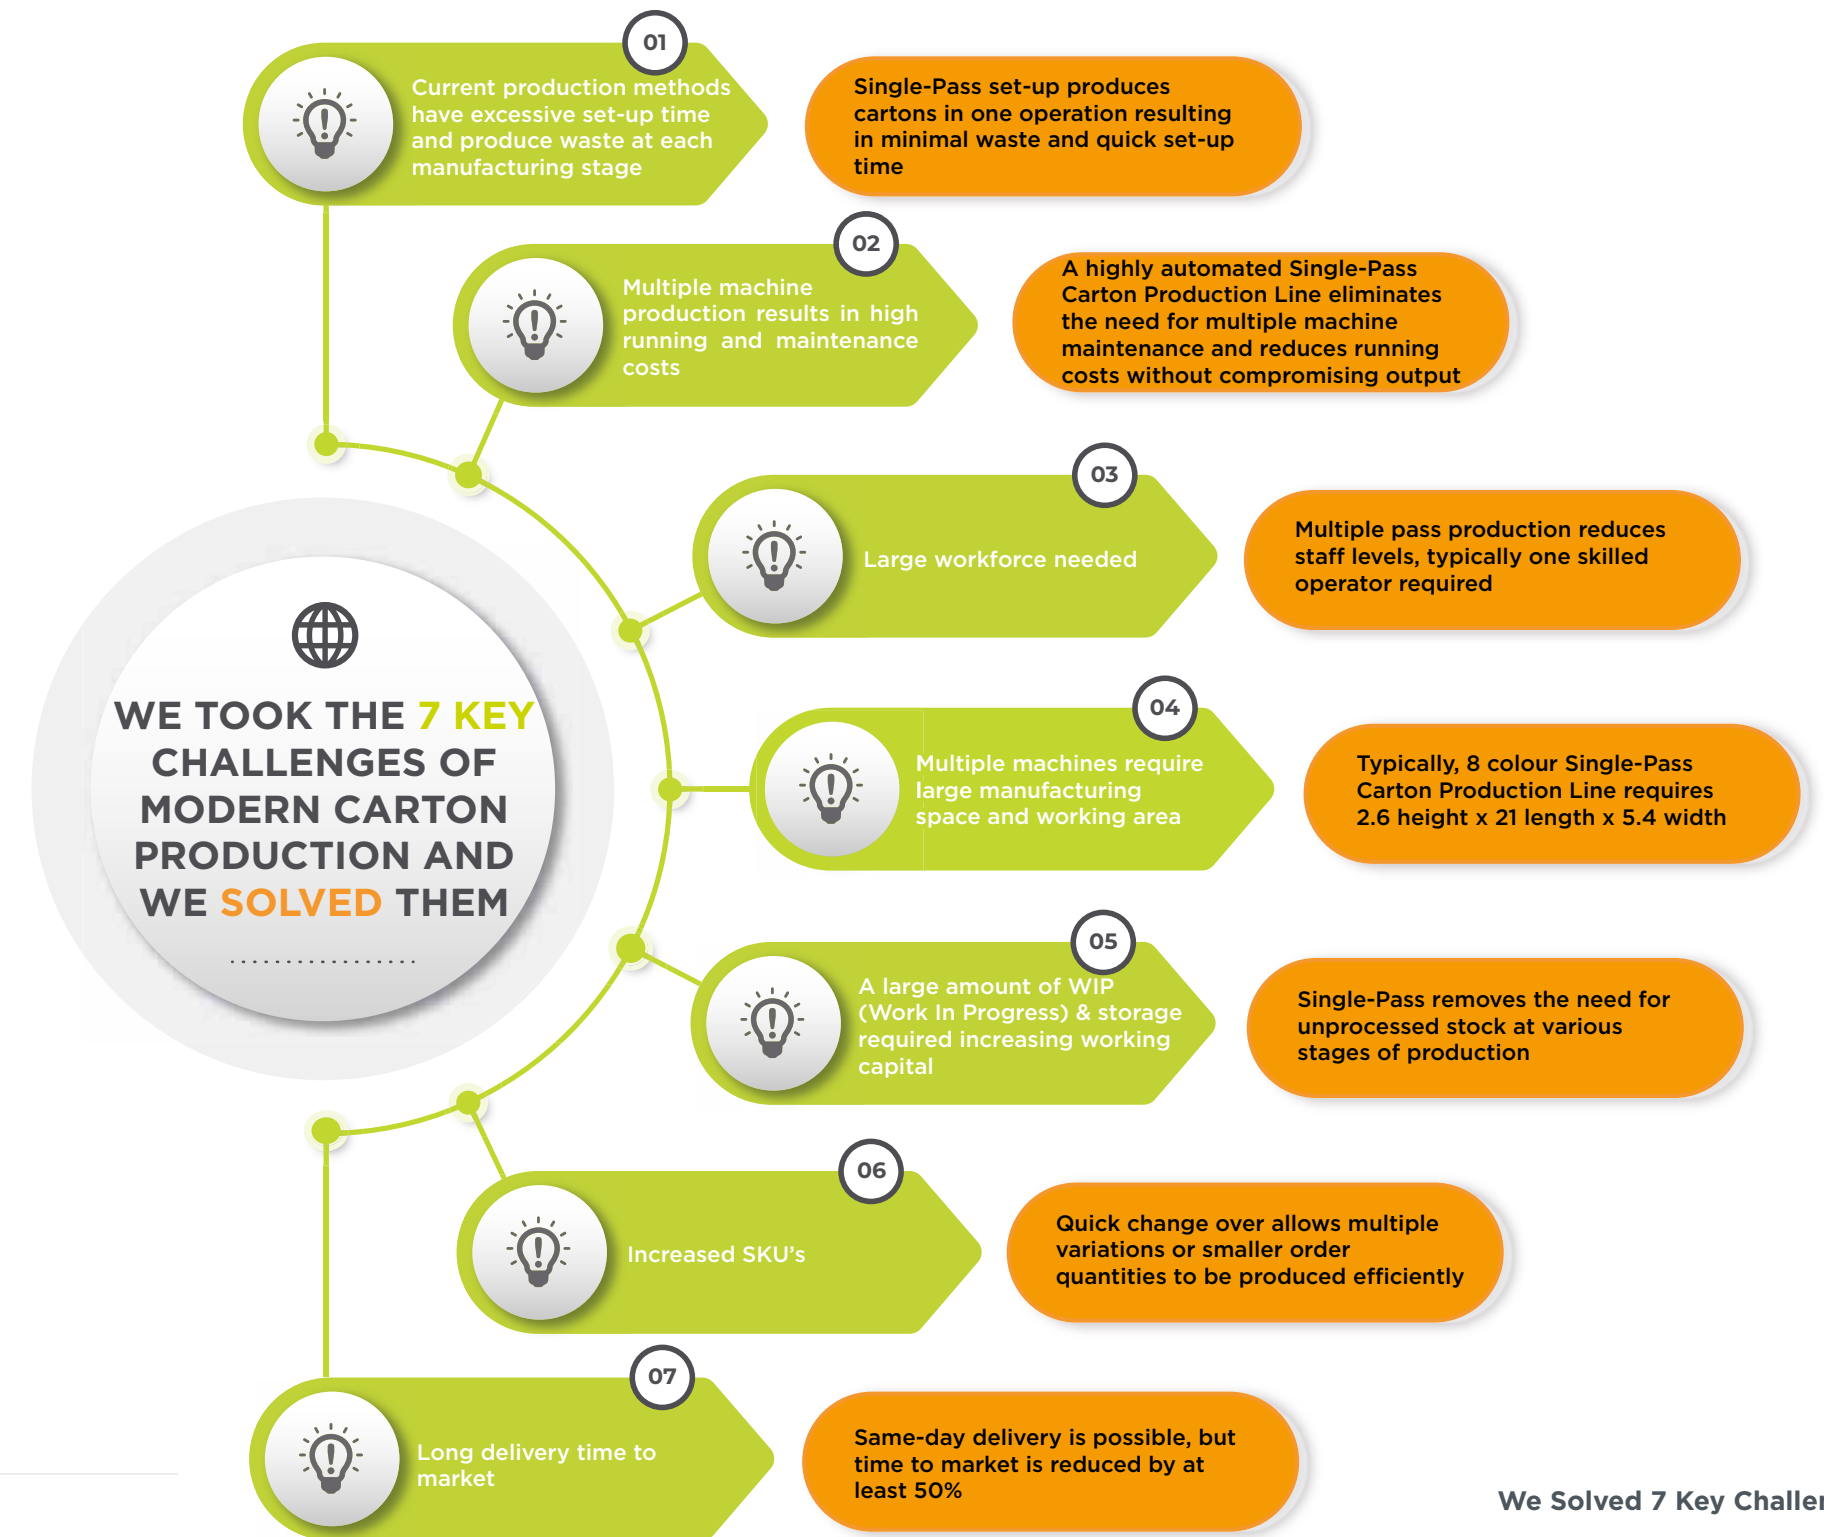 01
Current production methods
have excessive set-up time
and produce waste at each
manufacturing stage
Single-Pass set-up produces
cartons in one operation resulting
in minimal waste and quick set-up
time
02
Multiple machine
production results in high
running and maintenance
costs
A highly automated Single-Pass
Carton Production Line eliminates
the need for multiple machine
maintenance and reduces running
costs without compromising output
03
Large workforce needed
Multiple pass production reduces
staff levels, typically one skilled
operator required
WE TOOK THE 7 KEY
CHALLENGES OF
MODERN CARTON
PRODUCTION AND
WE SOLVED THEM
04
Multiple machines require
large manufacturing
space and working area
Typically, 8 colour Single-Pass
Carton Production Line requires
2.6 height x 21 length x 5.4 width
05
A large amount of WIP
(Work In Progress) & storage
required increasing working
capital
Single-Pass removes the need for
unprocessed stock at various
stages of production
06
Increased SKU's
Quick change over allows multiple
variations or smaller order
quantities to be produced efficiently
07
Long delivery time to
market
Same-day delivery is possible, but
time to market is reduced by at
least 50%
We Solved 7 Key